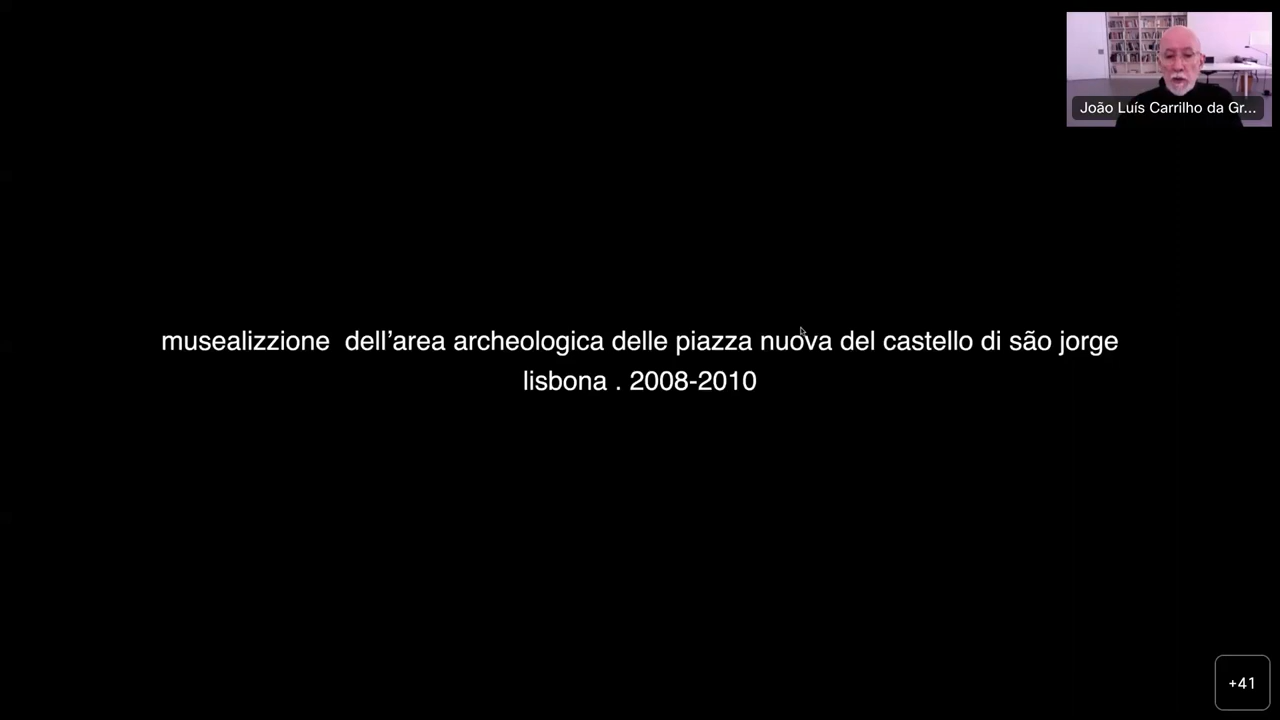 João Luís Carrilho da Gr...
musealizzione  dell’area archeologica delle piazza nuova del castello di são jorge
lisbona . 2008-2010
+41